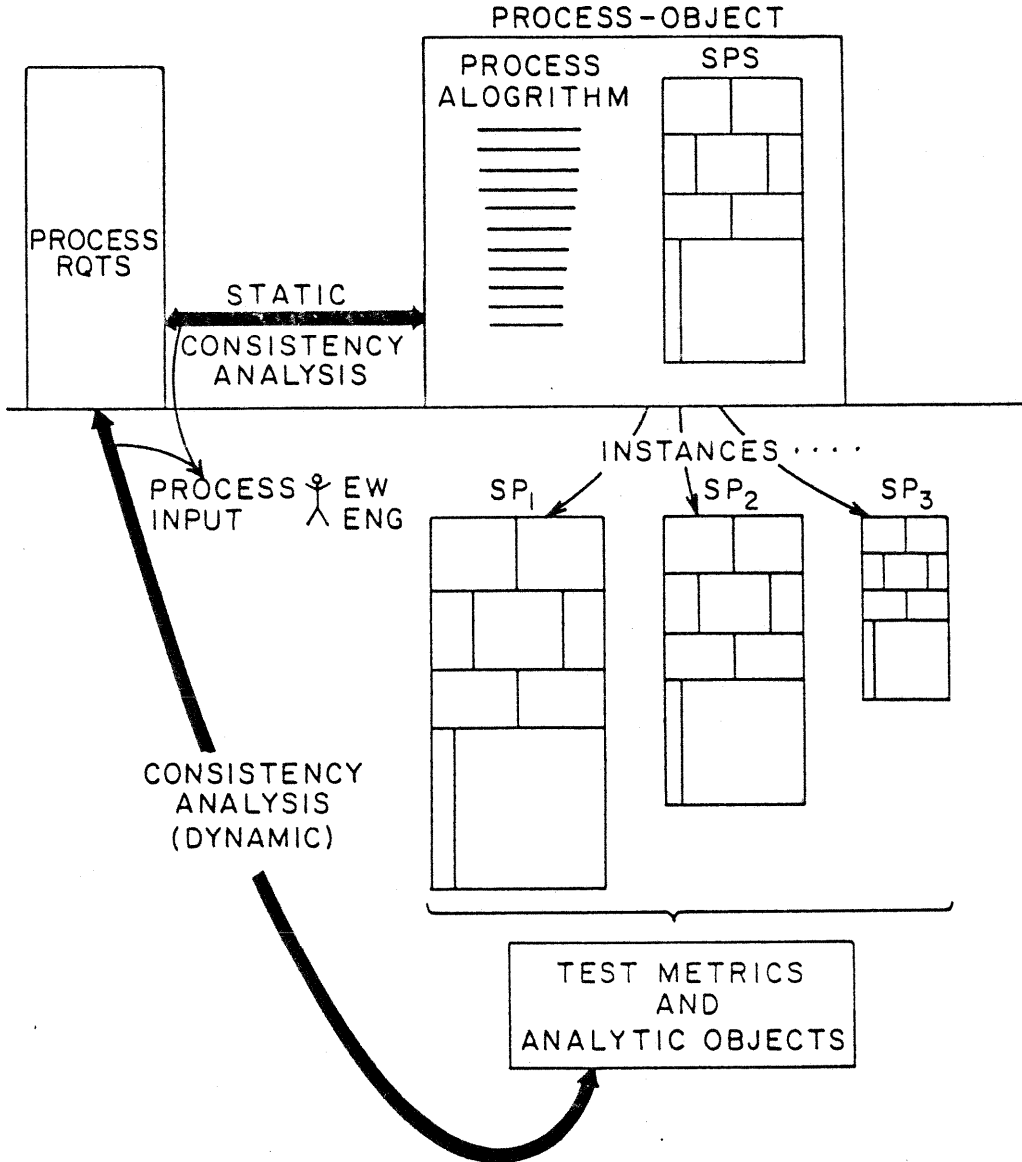 PROCESS-OBJECT
PROCESS
ALOGRITHM
SPS
PROCESS
RQTS
STATIC
CONSISTENCY
ANALYSIS
INSTANCES ····
PROCESS
INPUT
EW
ENG
SP1
SP2
SP3
CONSISTENCY
ANALYSIS
(DYNAMIC)
TEST METRICS
AND
ANALYTIC OBJECTS